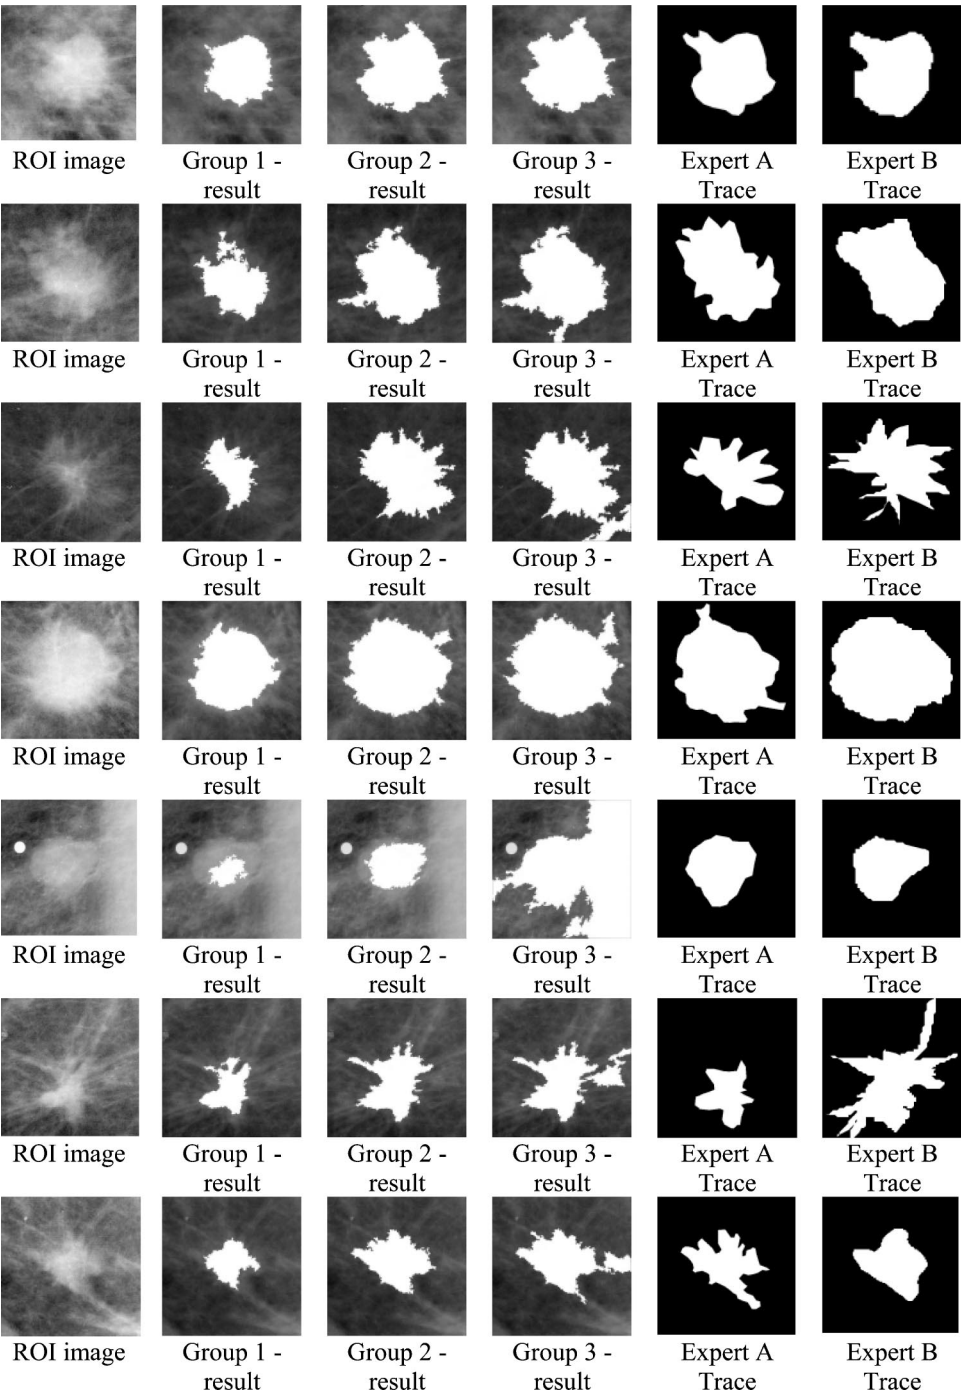 ROI image Group 1 - Group 2 - Group 3 - Expert A Expert B
result result result Trace Trace
ROI image Group 1 - Group 2 - Group 3 - Expert A Expert B
result result result Trace Trace
ROI image Group 1 - Group 2 - Group 3 - Expert A Expert B
result result result Trace Trace
ROI image Group 1 - Group 2 - Group 3 - Expert A Expert B
result result result Trace Trace
ROI image Group 1 - Group 2 - Group 3 - Expert A Expert B
result result result Trace Trace
ROI image Group 1 - Group 2 - Group 3 - Expert A Expert B
result result result Trace Trace
ROI image Group 1 - Group 2 - Group 3 - Expert A Expert B
result result result Trace Trace